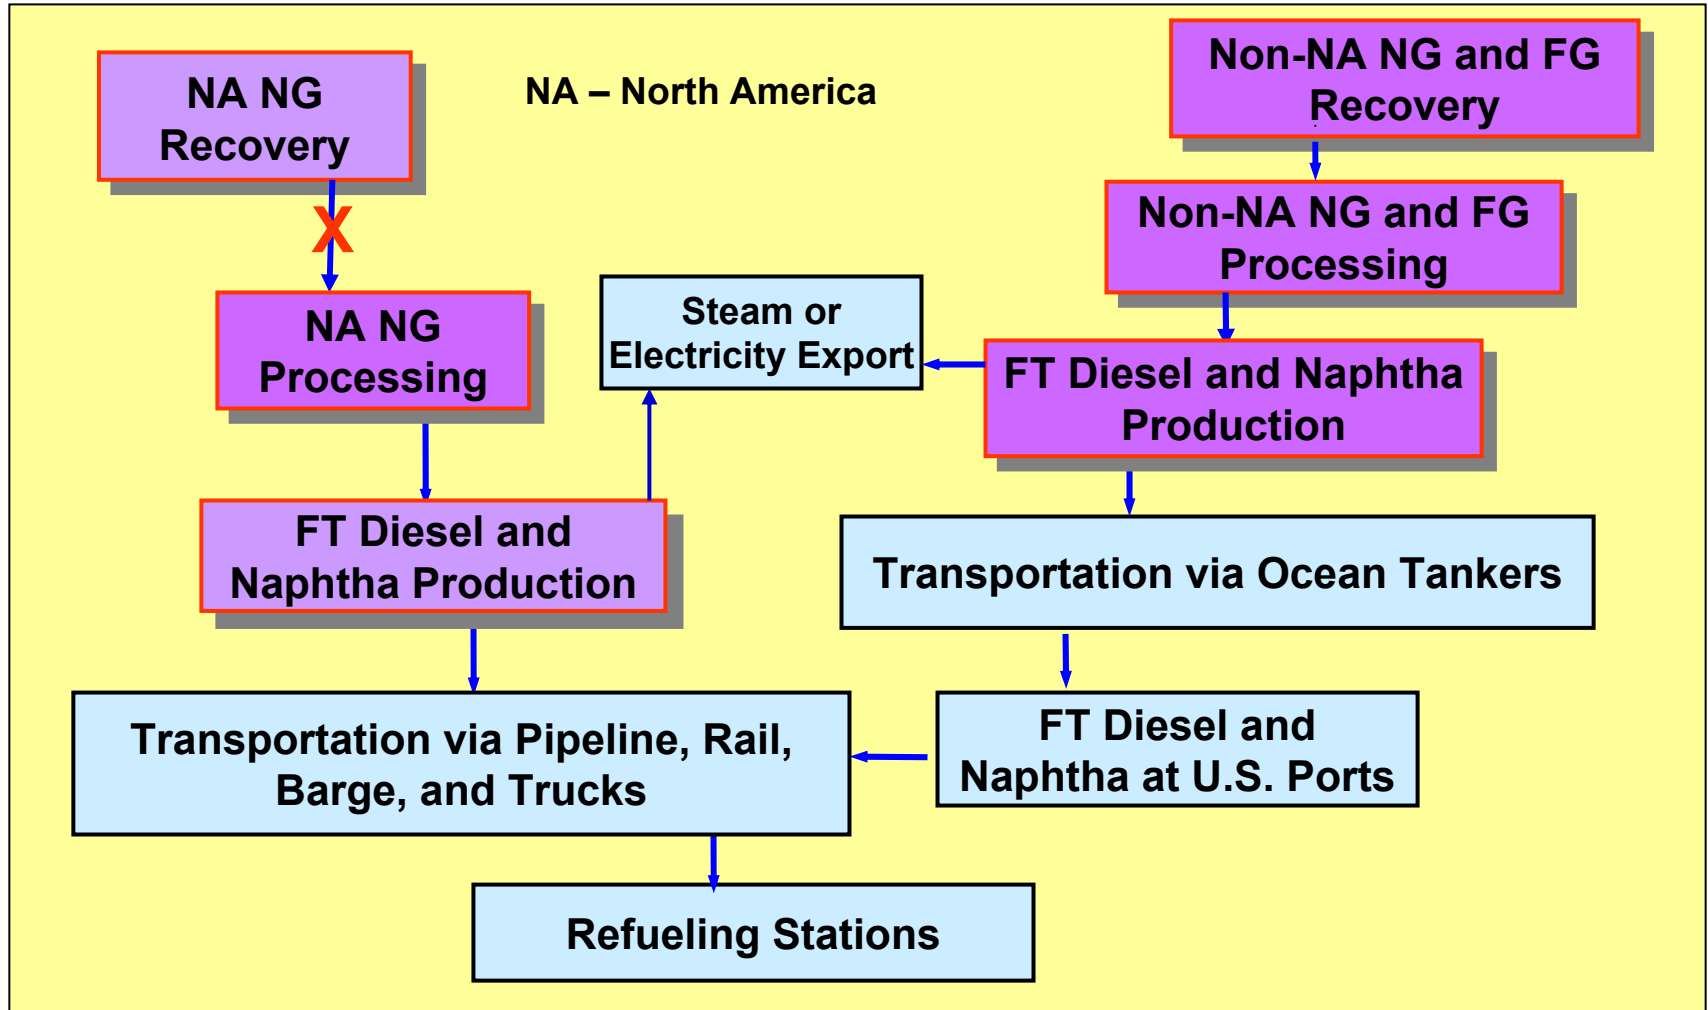 NA NG
Recovery
NA – North America
Non-NA NG and FG
Recovery
X
Non-NA NG and FG
Processing
NA NG
Processing
Steam or
Electricity Export
FT Diesel and Naphtha
Production
FT Diesel and
Naphtha Production
Transportation via Ocean Tankers
Transportation via Pipeline, Rail,
Barge, and Trucks
FT Diesel and
Naphtha at U.S. Ports
Refueling Stations